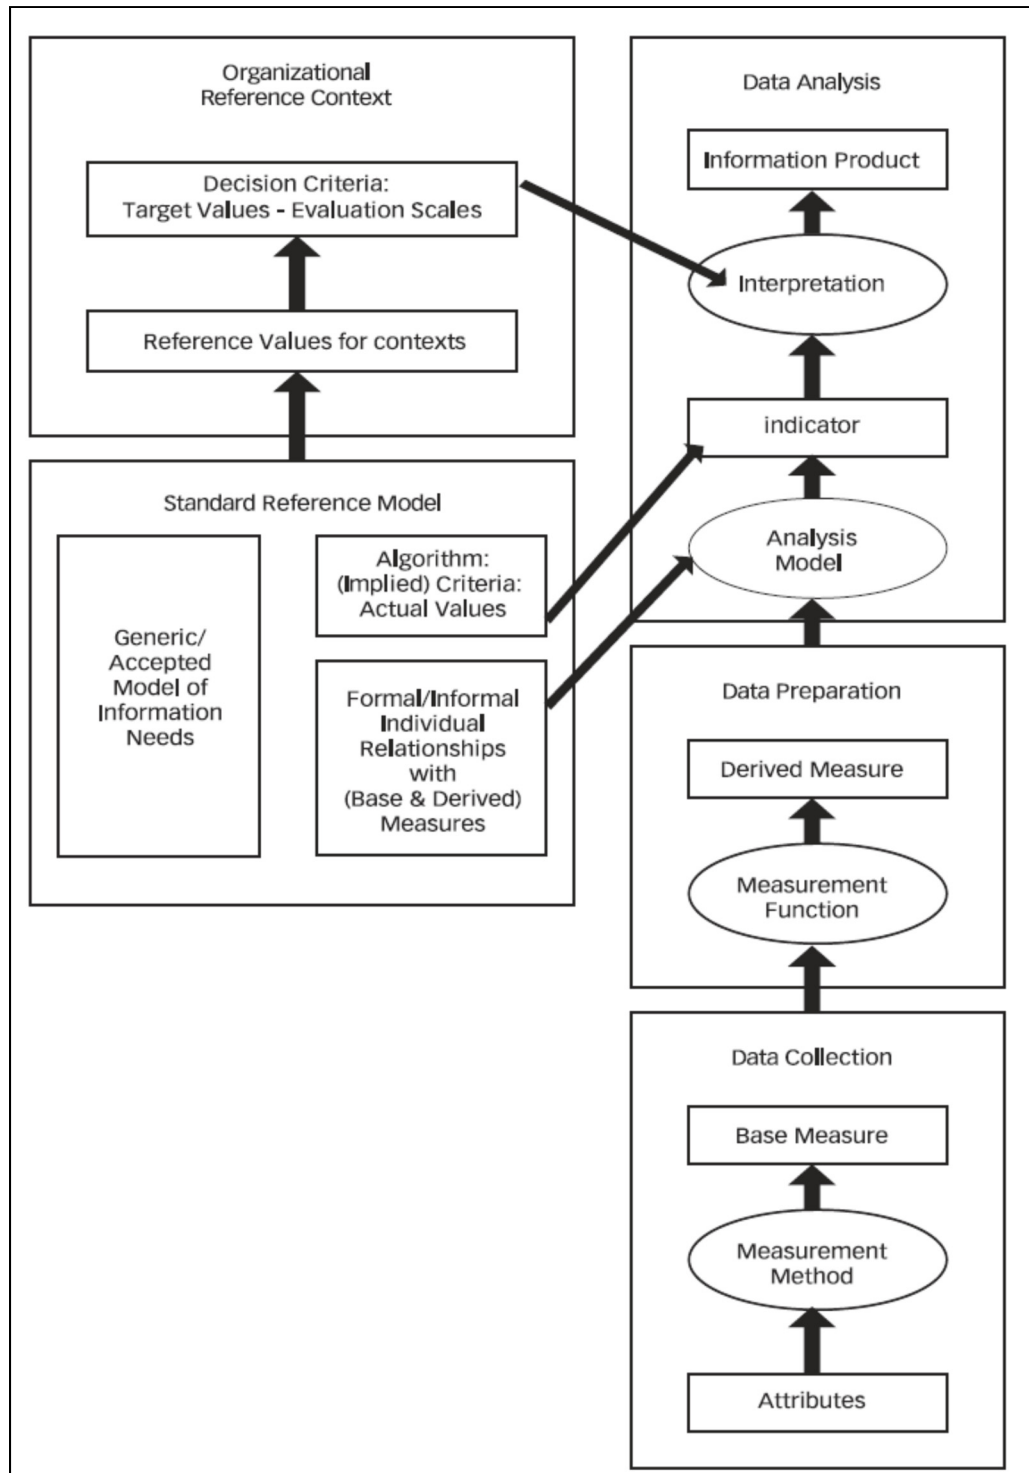 Organizational
Reference Context
Decision Criteria:
Target Values - Evaluation Scales
Reference Values for contexts
Standard Reference Model
Generic/
Accepted
Model of
Information
Needs
Algorithm:
(Implied) Criteria:
Actual Values
Formal/Informal
Individual
Relationships
with
(Base & Derived)
Measures
Data Analysis
Information Product
Interpretation
indicator
Analysis
Model
Data Preparation
Derived Measure
Measurement
Function
Data Collection
Base Measure
Measurement
Method
Attributes